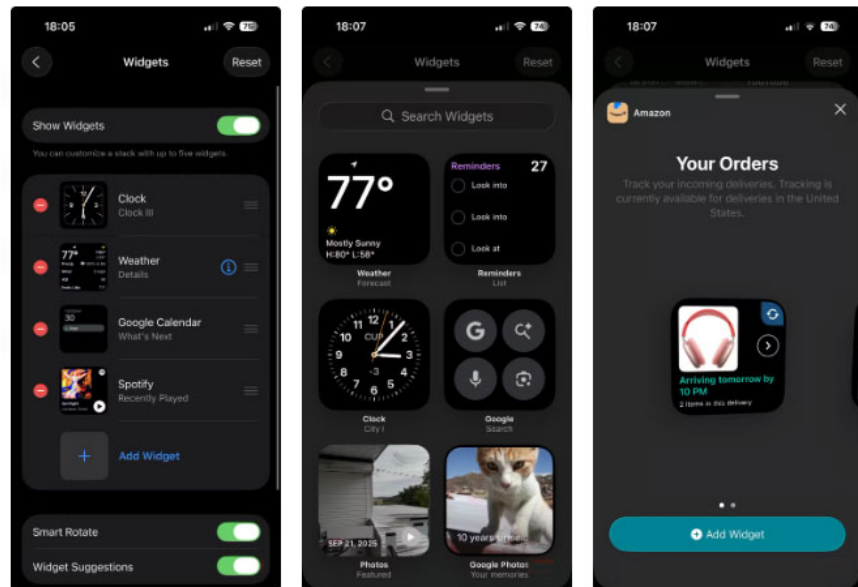 18:05
75
Widgets
Reset
Show Widgets
You can customize a stack with up to five widgets.
Clock
Clock III
77°
Weather
Details
30
Google Calendar
What's Next
Spotify
Recently Played
Add Widget
Smart Rotate
Widget Suggestions
18:07
74
Widgets
Reset
Search Widgets
77°
Mostly Sunny
H:80° L:58°
Weather
Forecast
Reminders 27
Look into
Look into
Look at
Reminders
List
12
11 1
10 CUP 2
9 3
8 -3 4
7 6 5
Clock
City I
G
Google
Search
SEP 21, 2025
Photos
Featured
10 years
Google Photos
Your memories
18:07
74
Widgets
Reset
Amazon
Your Orders
Track your incoming deliveries. Tracking is
currently available for deliveries in the United
States.
Arriving tomorrow by
10 PM
2 items in this delivery
Add Widget